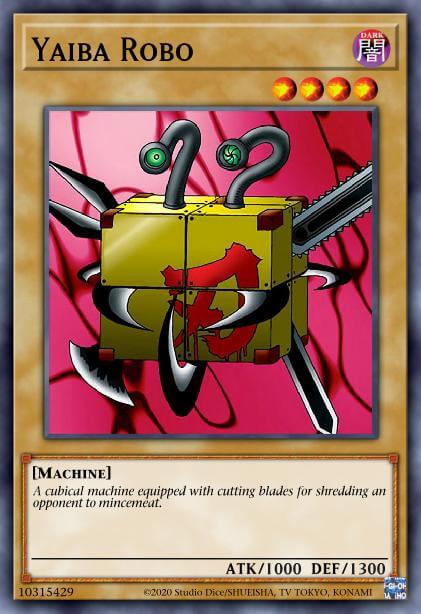 Yaiba Robo
DARK
闇
忍
[Machine]
A cubical machine equipped with cutting blades for shredding an
opponent to mincemeat.
ATK/1000 DEF/1300
10315429
©2020 Studio Dice/SHUEISHA, TV TOKYO, KONAMI